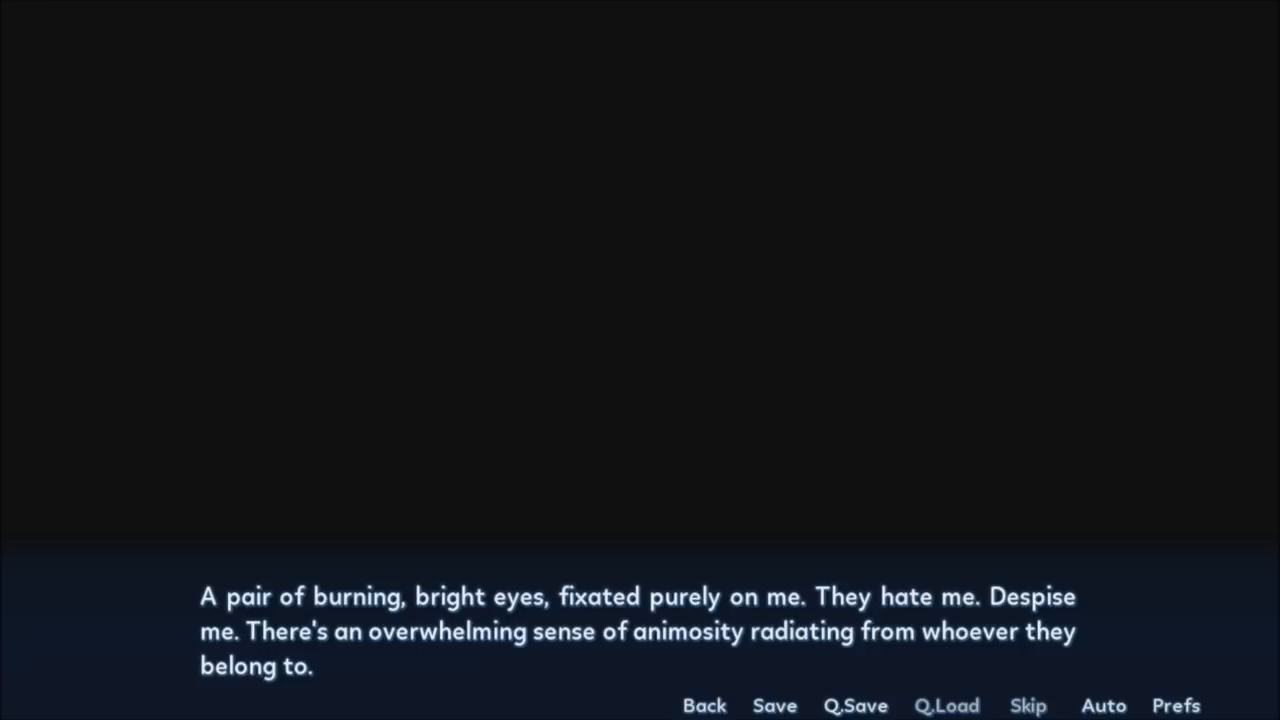 A pair of burning, bright eyes, fixated purely on me. They hate me. Despise
me. There's an overwhelming sense of animosity radiating from whoever they
belong to.
Back Save Q.Save Q.Load Skip Auto Prefs